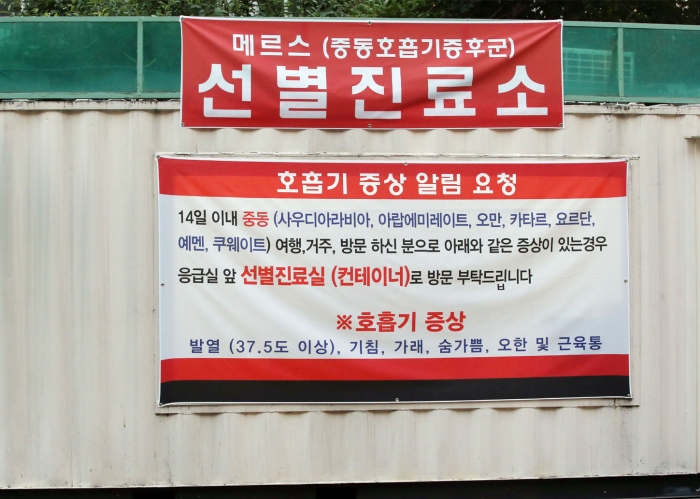 메르스 (중동호흡기증후군)
선별진료소
호흡기 증상 알림 요청
14일 이내 중동 (사우디아라비아, 아랍에미레이트, 오만, 카타르, 요르단,
예멘, 쿠웨이트) 여행,거주, 방문 하신 분으로 아래와 같은 증상이 있는경우
응급실 앞 선별진료실 (컨테이너)로 방문 부탁드립니다
※호흡기 증상
발열 (37.5도 이상), 기침, 가래, 숨가쁨, 오한 및 근육통